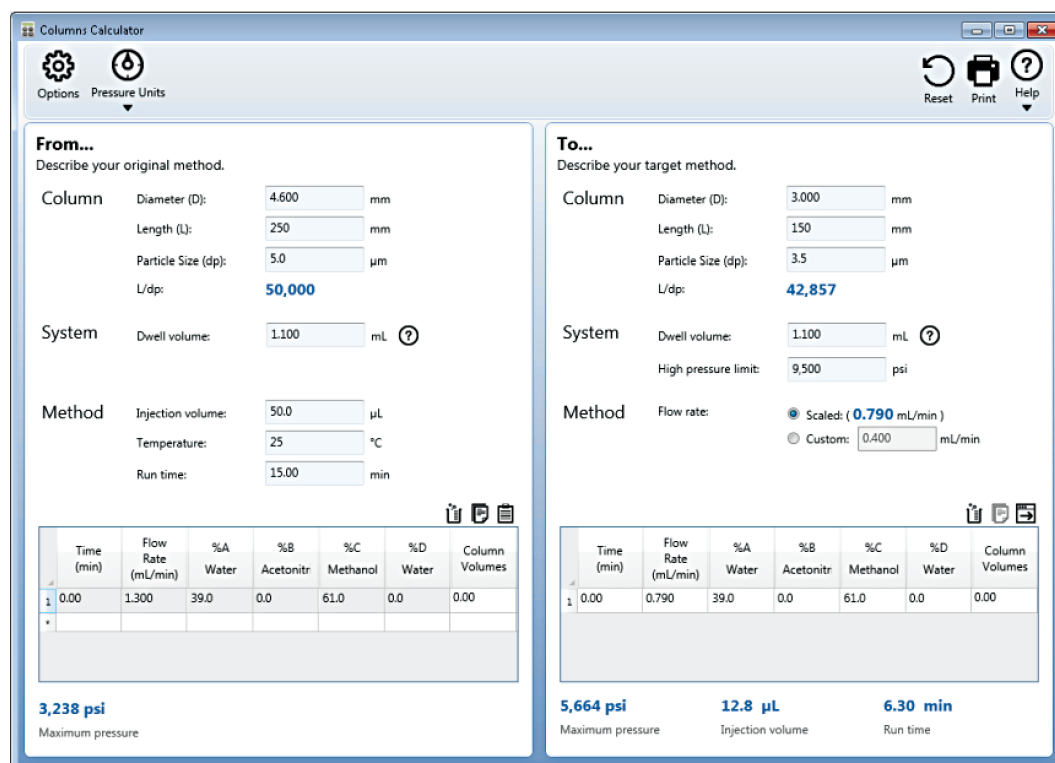 Columns Calculator
Options
Pressure Units
Reset
Print
Help
From...
Describe your original method.
Column
Diameter (D): 4.600 mm
Length (L): 250 mm
Particle Size (dp): 5.0 µm
L/dp: 50,000
System
Dwell volume: 1.100 mL ?
Method
Injection volume: 50.0 µL
Temperature: 25 °C
Run time: 15.00 min
Time (min) Flow Rate (mL/min) %A Water %B Acetonitr %C Methanol %D Water Column Volumes
1 0.00 1.300 39.0 0.0 61.0 0.0 0.00
*
3,238 psi
Maximum pressure
To...
Describe your target method.
Column
Diameter (D): 3.000 mm
Length (L): 150 mm
Particle Size (dp): 3.5 µm
L/dp: 42,857
System
Dwell volume: 1.100 mL ?
High pressure limit: 9,500 psi
Method
Flow rate: Scaled: ( 0.790 mL/min )
Custom: 0.400 mL/min
Time (min) Flow Rate (mL/min) %A Water %B Acetonitr %C Methanol %D Water Column Volumes
1 0.00 0.790 39.0 0.0 61.0 0.0 0.00
5,664 psi 12.8 µL 6.30 min
Maximum pressure Injection volume Run time